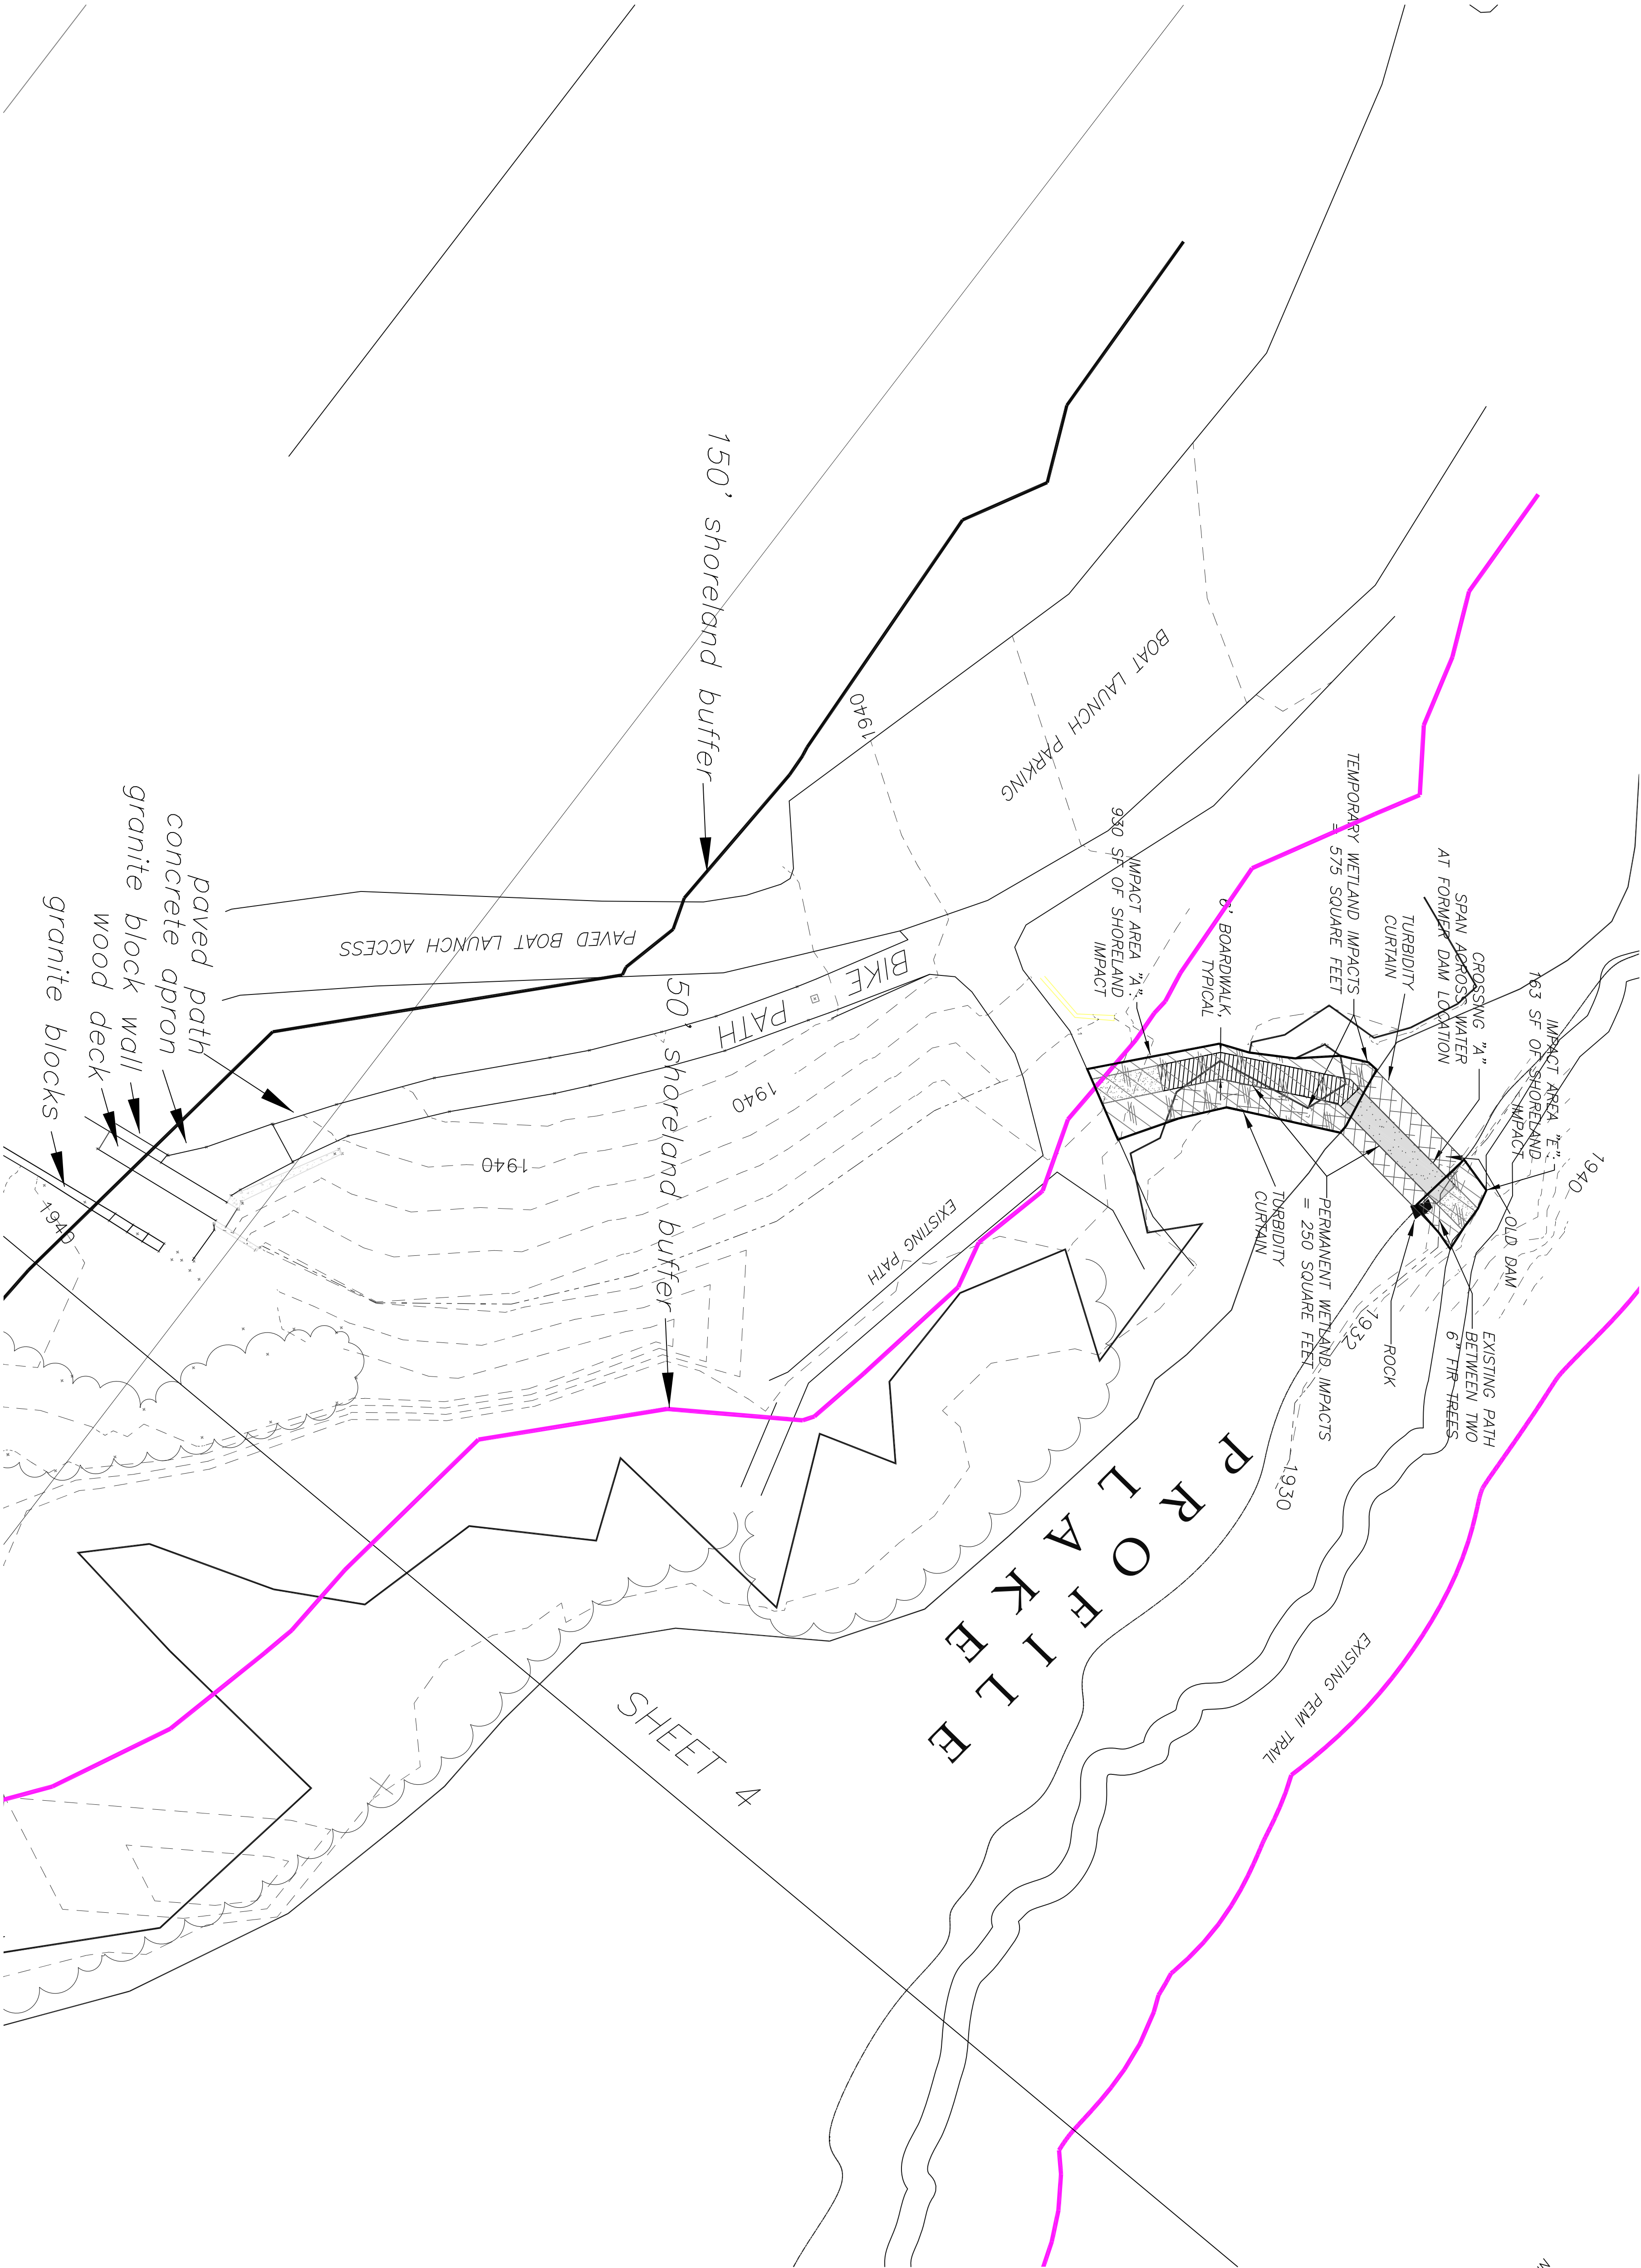 150' shoreland buffer
1940
BOAT LAUNCH PARKING
PAVED BOAT LAUNCH ACCESS
BIKE PATH
50' shoreland buffer
paved path
concrete apron
granite block wall
wood deck
granite blocks
1940
1940
1940
IMPACT AREA "A":
930 SF OF SHORELAND
IMPACT
6' BOARDWALK,
TYPICAL
TEMPORARY WETLAND IMPACTS
= 575 SQUARE FEET
TURBIDITY
CURTAIN
CROSSING "A"
SPAN ACROSS WATER
AT FORMER DAM LOCATION
IMPACT AREA "E":
163 SF OF SHORELAND
IMPACT
1940
OLD DAM
EXISTING PATH
BETWEEN TWO
6" FIR TREES
ROCK
1932
PERMANENT WETLAND IMPACTS
= 250 SQUARE FEET
TURBIDITY
CURTAIN
1930
EXISTING PATH
PROFILE
LAKE
EXISTING PEMI TRAIL
SHEET 4